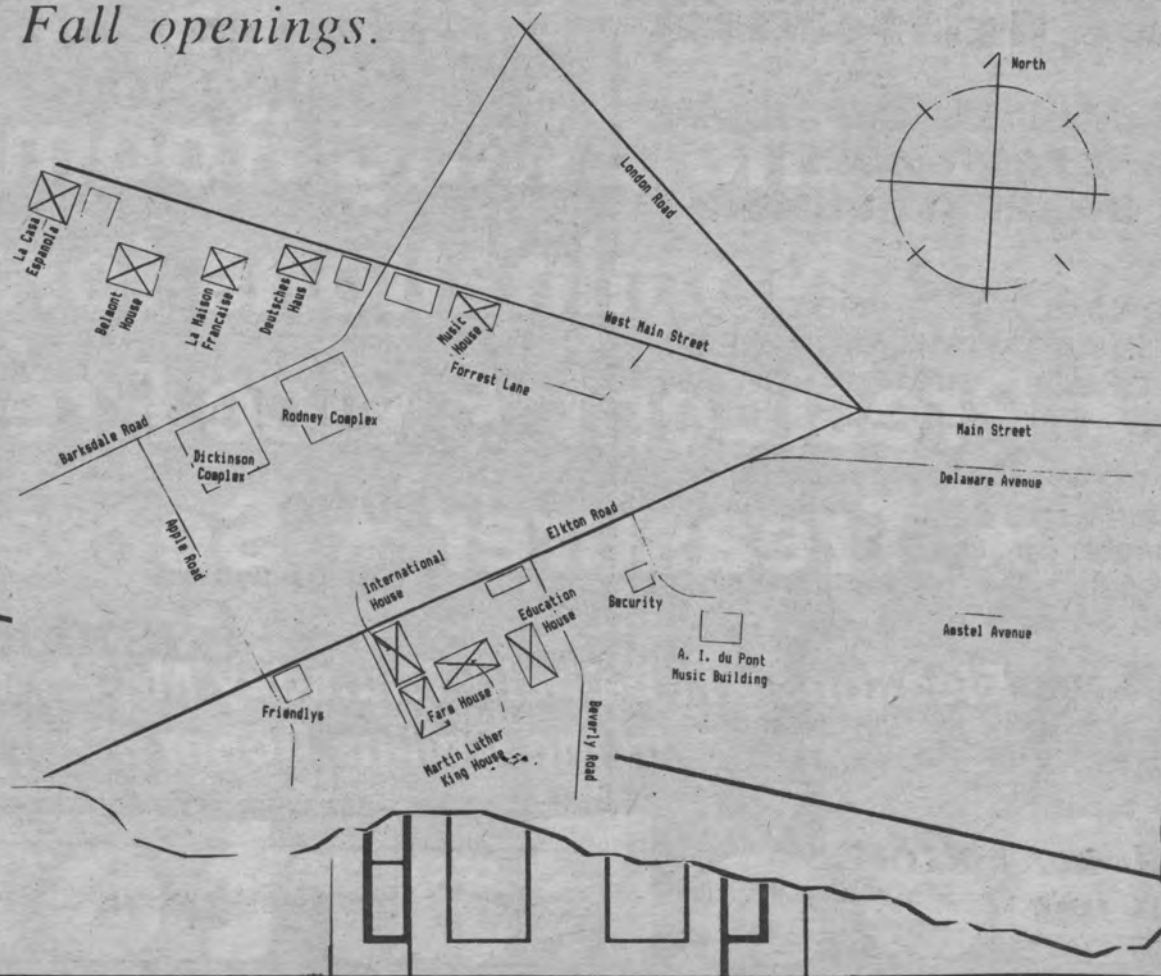 Fall openings.
North
London Road
La Casa
Espanola
Belmont
House
La Maison
Francaise
Deutsches
Haus
Music
House
West Main Street
Forrest Lane
Main Street
Rodney Complex
Barksdale Road
Dickinson
Complex
Delaware Avenue
Apple Road
Elkton Road
International
House
Education
House
Security
Amstel Avenue
A. I. du Pont
Music Building
Friendlys
Farm House
Martin Luther
King House
Beverly Road